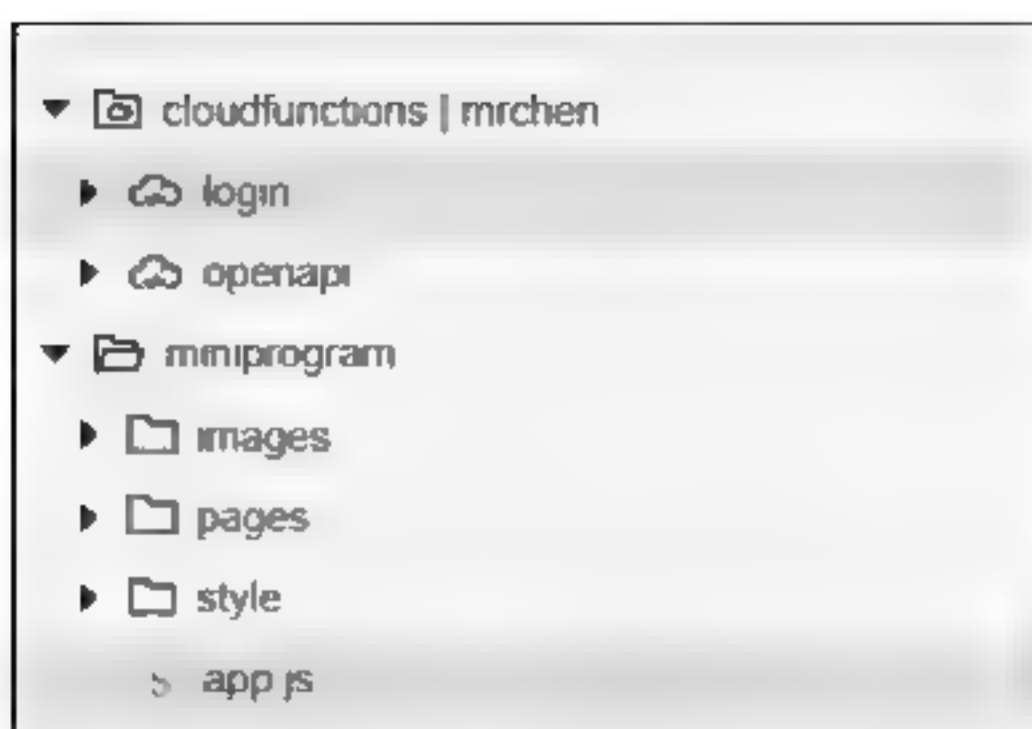 cloudfunctions | mrchen
login
openapi
miniprogram
images
pages
style
app.js